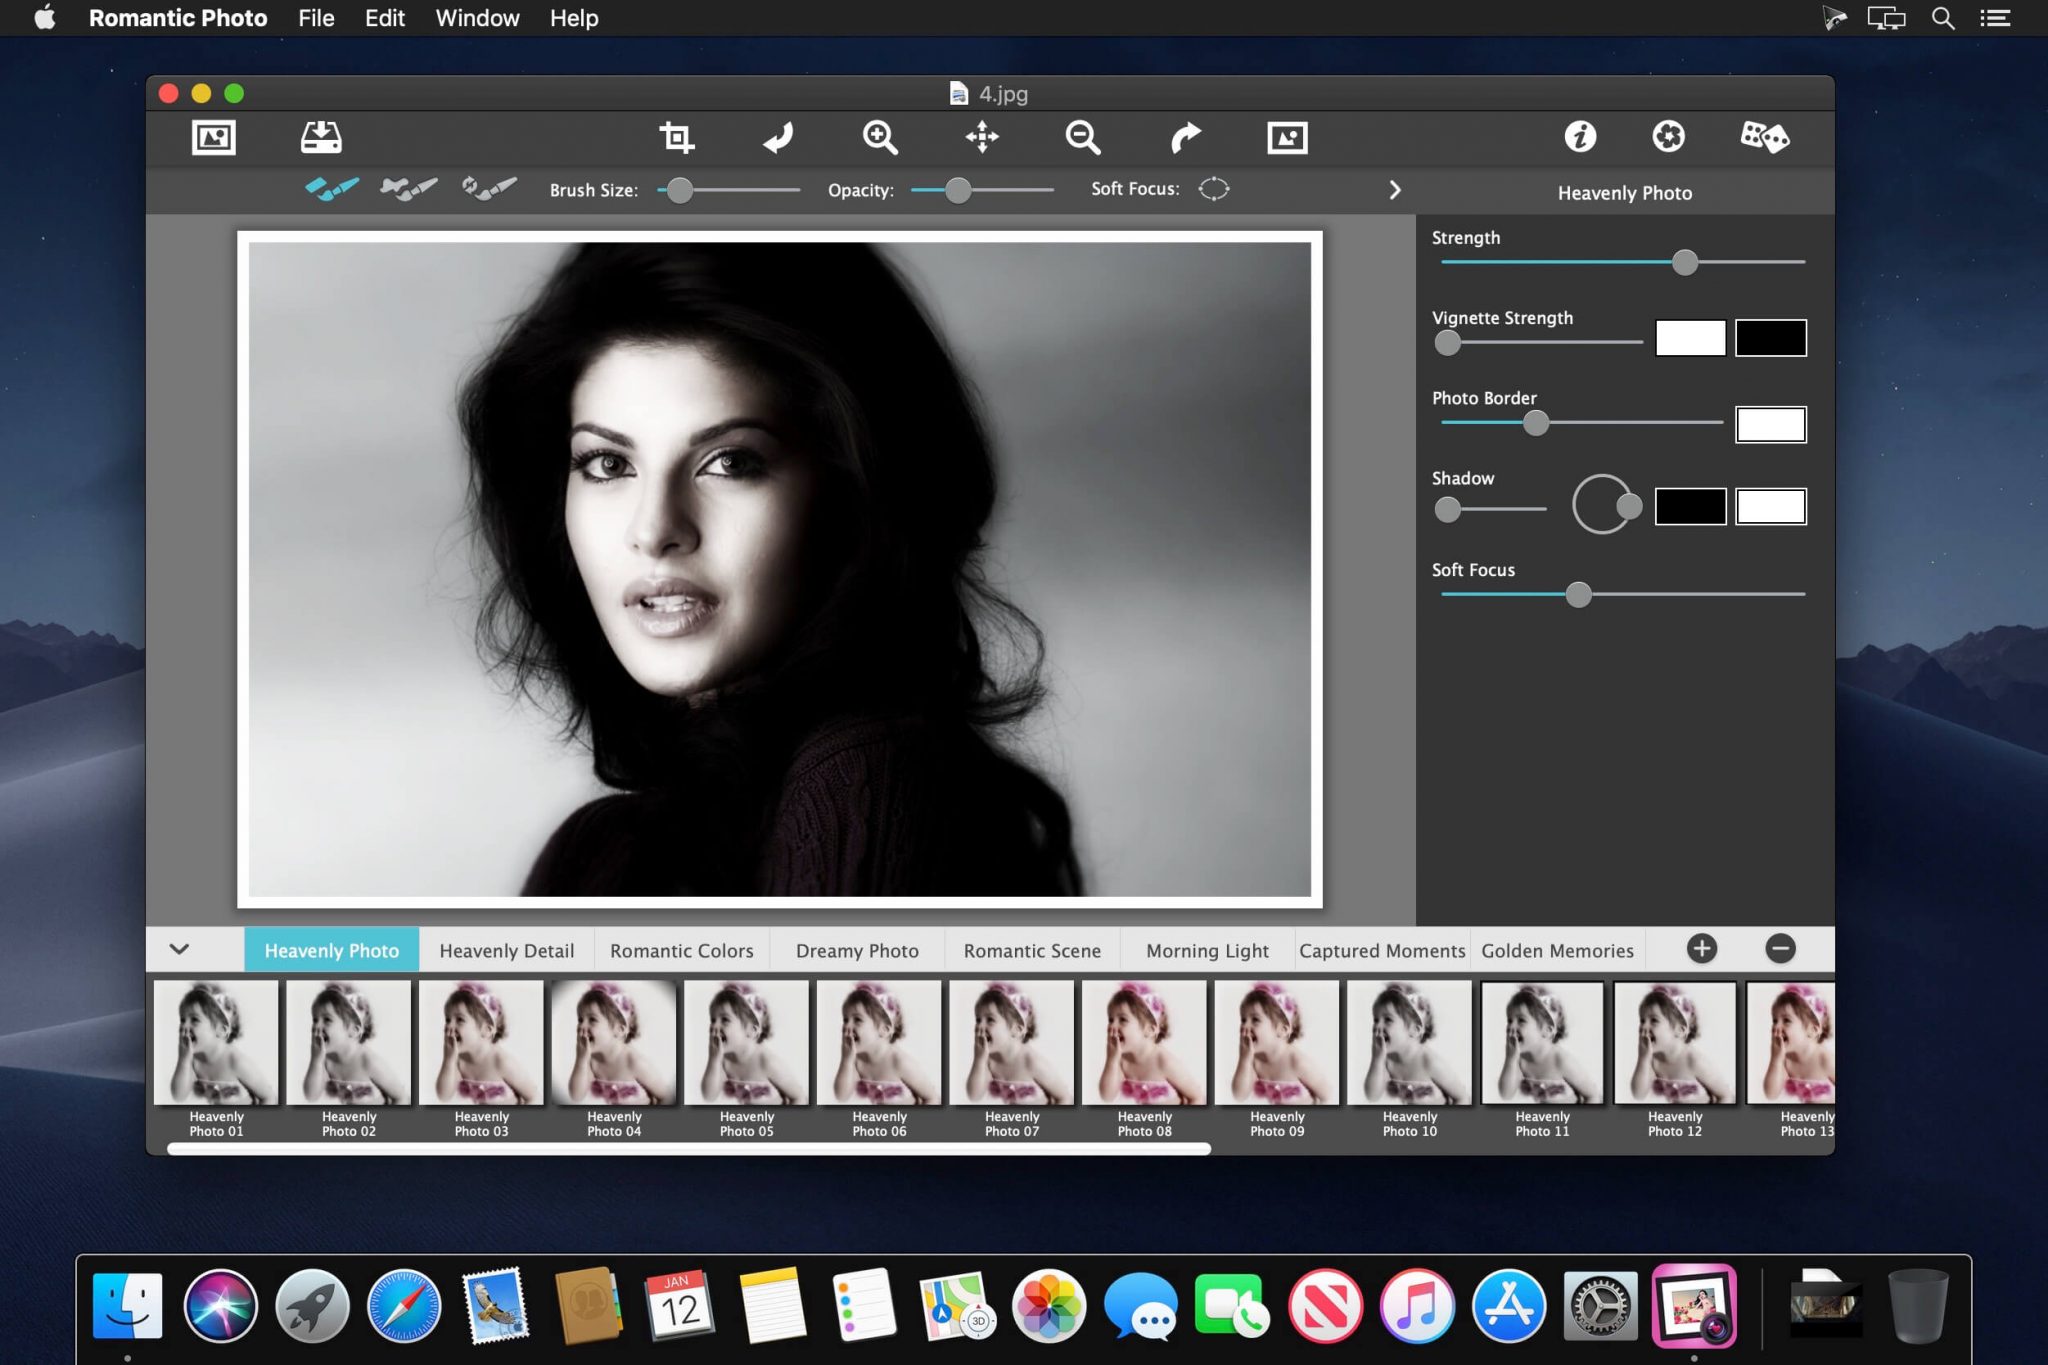 Romantic Photo File Edit Window Help
4.jpg
Brush Size: Opacity: Soft Focus:
Heavenly Photo
Strength
Vignette Strength
Photo Border
Shadow
Soft Focus
Heavenly Photo Heavenly Detail Romantic Colors Dreamy Photo Romantic Scene Morning Light Captured Moments Golden Memories
Heavenly Photo 01
Heavenly Photo 02
Heavenly Photo 03
Heavenly Photo 04
Heavenly Photo 05
Heavenly Photo 06
Heavenly Photo 07
Heavenly Photo 08
Heavenly Photo 09
Heavenly Photo 10
Heavenly Photo 11
Heavenly Photo 12
Heavenly Photo 13
JAN
12
3D